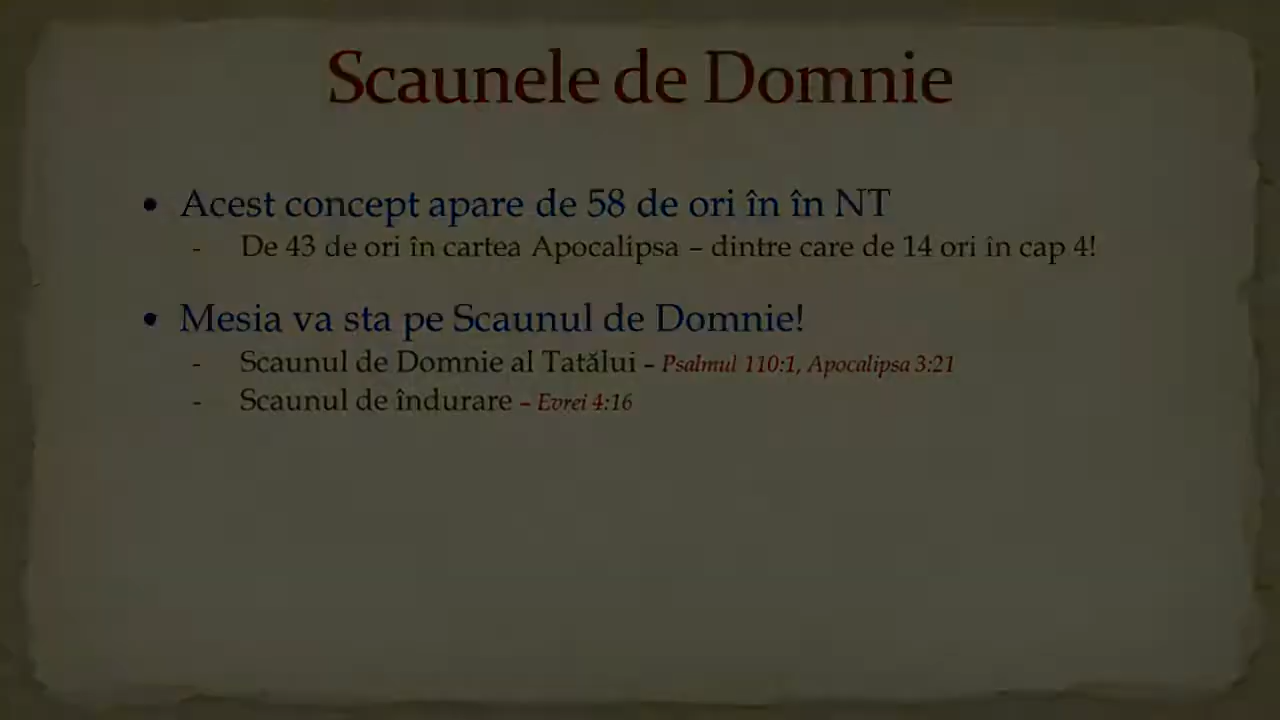 Scaunele de Domnie
• Acest concept apare de 58 de ori în în NT
- De 43 de ori în cartea Apocalipsa – dintre care de 14 ori în cap 4!
• Mesia va sta pe Scaunul de Domnie!
- Scaunul de Domnie al Tatălui – Psalmul 110:1, Apocalipsa 3:21
- Scaunul de îndurare – Evrei 4:16